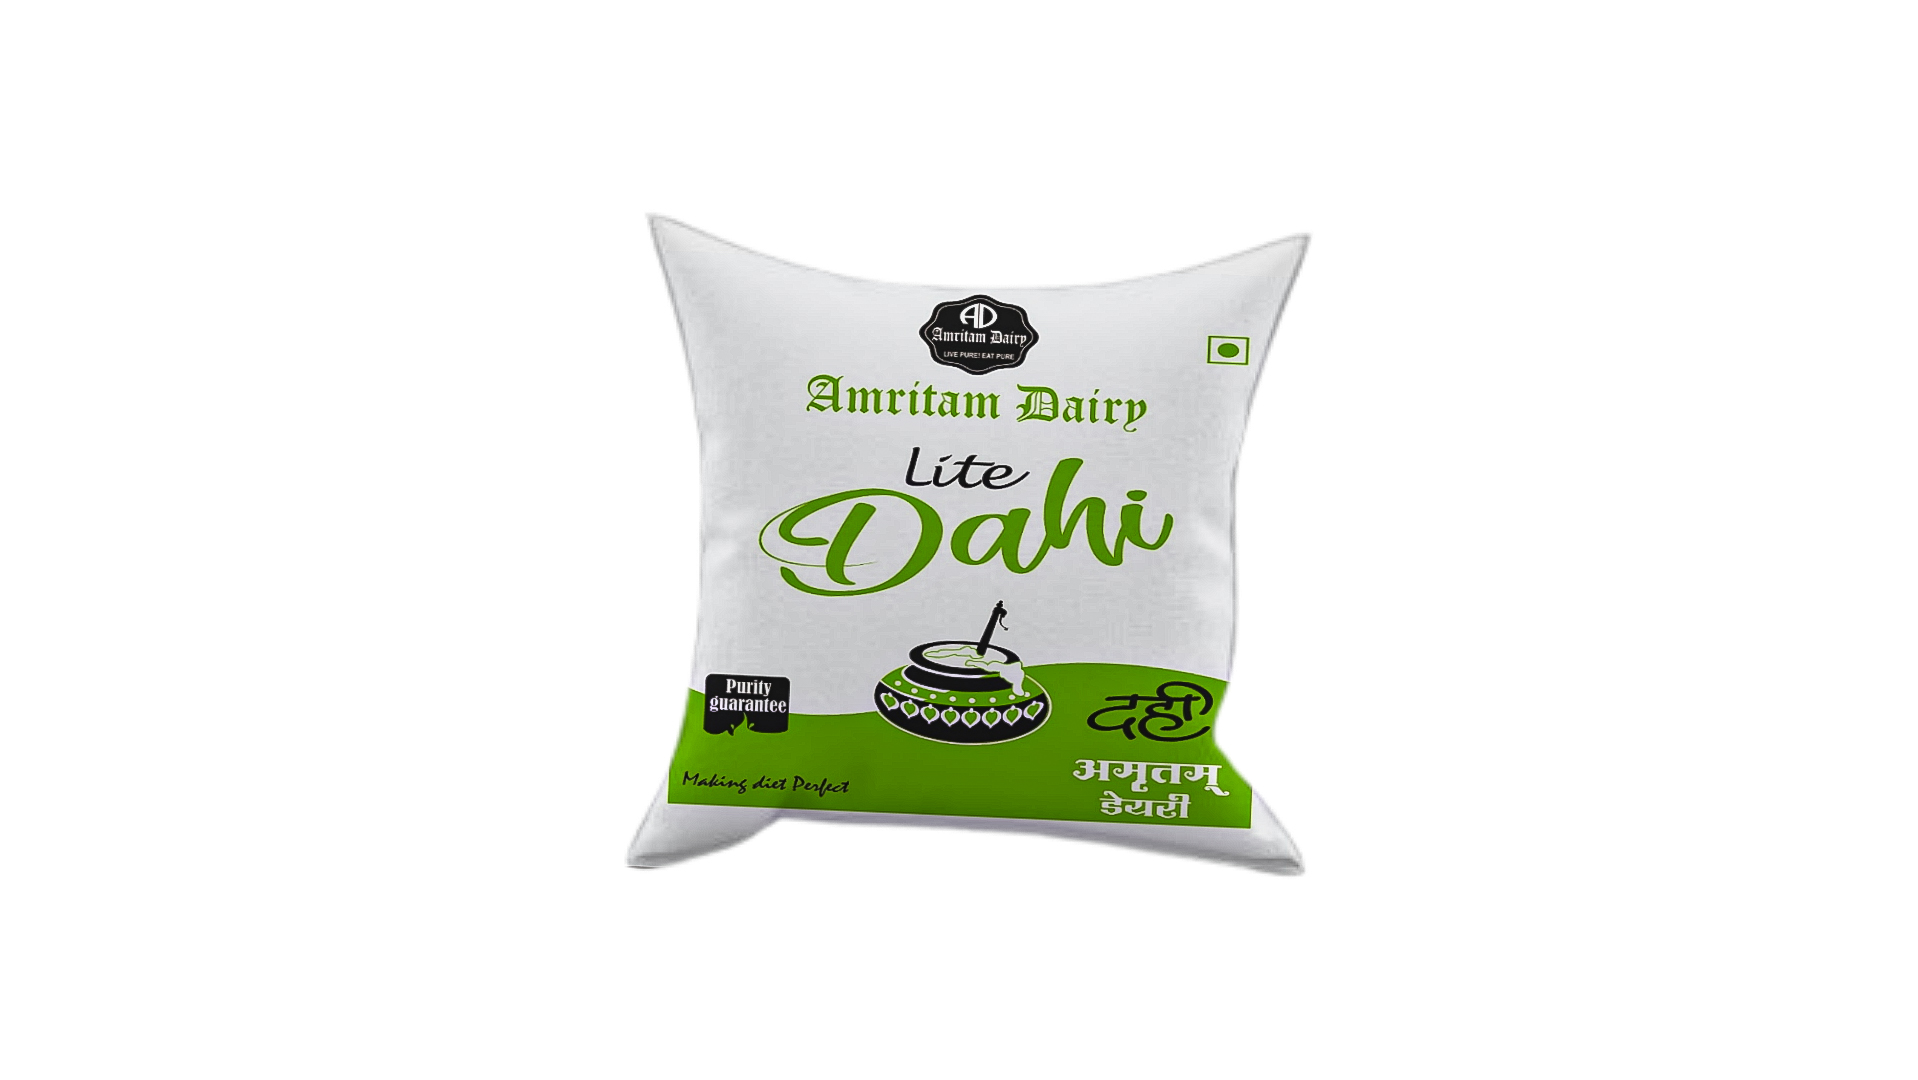 AD
Amritam Dairy
LIVE PURE! EAT PURE
Amritam Dairy
Lite
Dahi
Purity
guarantee
दही
Making diet Perfect
अमृतम्
डेयरी